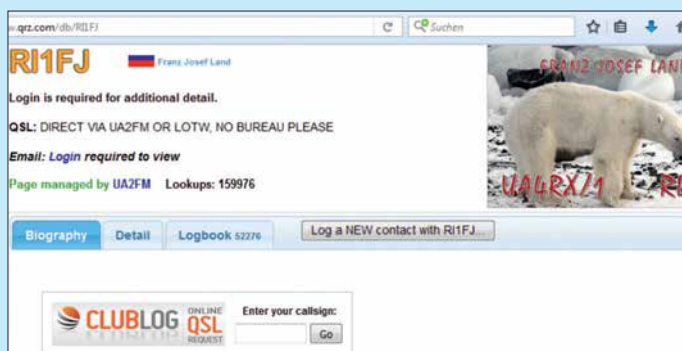 w.qrz.com/db/RI1FJ
Suchen
RI1FJ Franz Josef Land
Login is required for additional detail.
QSL: DIRECT VIA UA2FM OR LOTW, NO BUREAU PLEASE
Email: Login required to view
Page managed by UA2FM Lookups: 159976
FRANZ JOSEF LAN
UA4RX/1
Biography Detail Logbook 52276 Log a NEW contact with RI1FJ...
CLUBLOG ONLINE QSL REQUEST
Enter your callsign:
Go